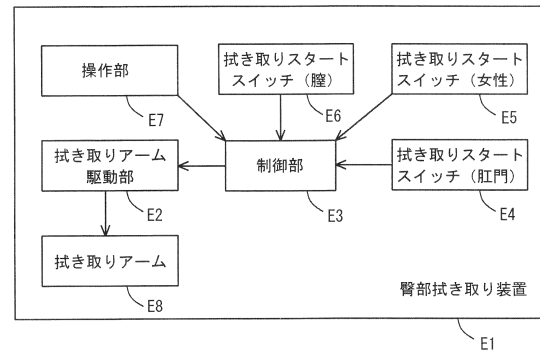 操作部
E7
拭き取りスタート
スイッチ（膣）
E6
拭き取りスタート
スイッチ（女性）
E5
拭き取りアーム
駆動部
E2
制御部
E3
拭き取りスタート
スイッチ（肛門）
E4
拭き取りアーム
E8
臀部拭き取り装置
E1